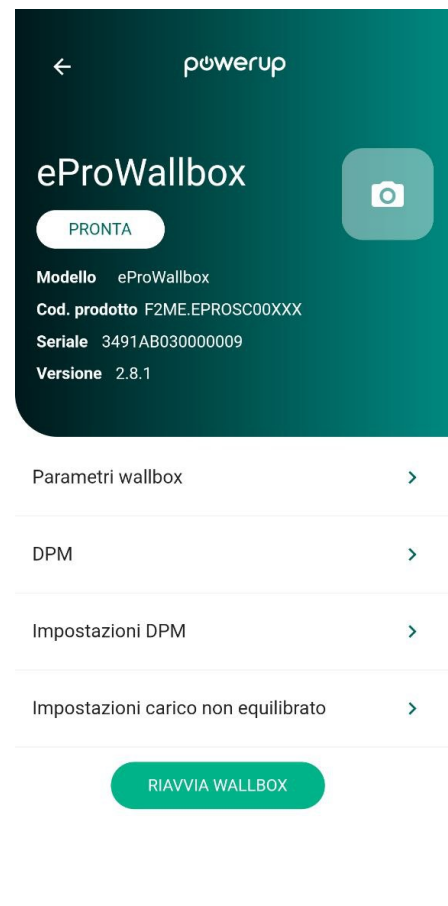 powerup
eProWallbox
PRONTA
Modello eProWallbox
Cod. prodotto F2ME.EPROSC00XXX
Seriale 3491AB030000009
Versione 2.8.1
Parametri wallbox
DPM
Impostazioni DPM
Impostazioni carico non equilibrato
RIAVVIA WALLBOX